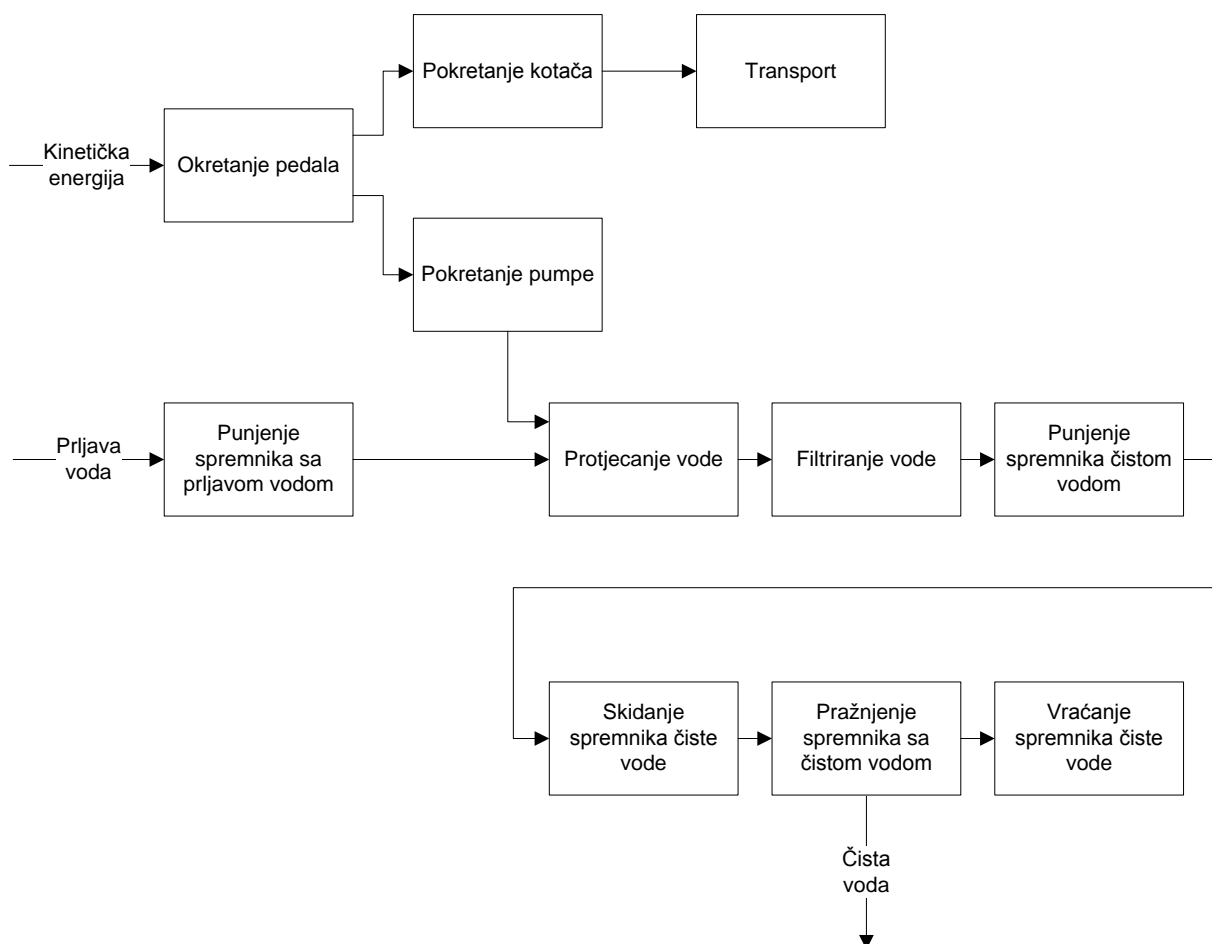 Pokretanje kotača
Transport
Kinetička
energija
Okretanje pedala
Pokretanje pumpe
Prljava
voda
Punjenje
spremnika sa
prljavom vodom
Protjecanje vode
Filtriranje vode
Punjenje
spremnika čistom
vodom
Skidanje
spremnika čiste
vode
Pražnjenje
spremnika sa
čistom vodom
Vraćanje
spremnika čiste
vode
Čista
voda